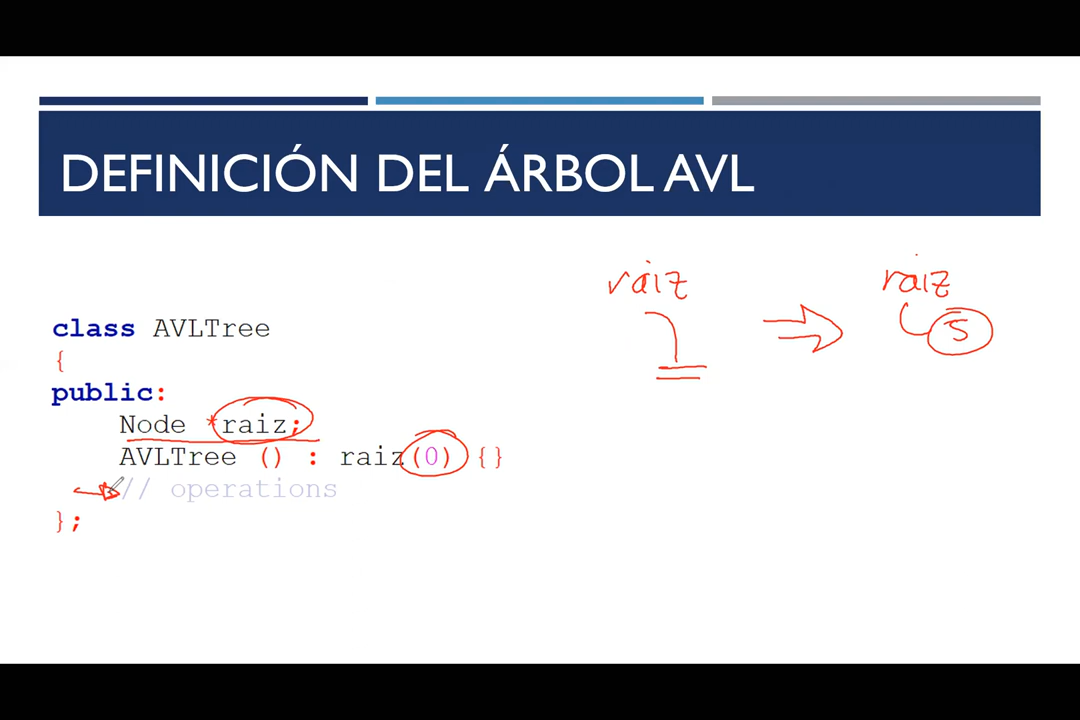 DEFINICIÓN DEL ÁRBOL AVL
raiz
raiz
5
class AVLTree
{
public:
Node *raiz;
AVLTree () : raiz(0) {}
// operations
};